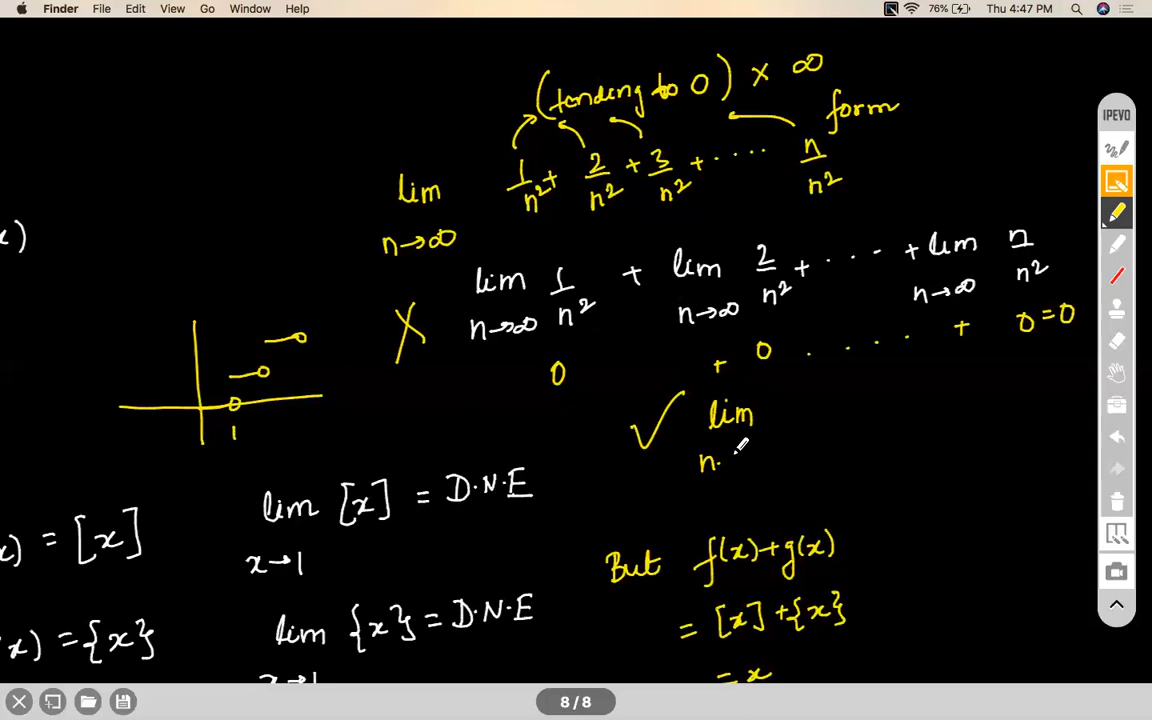 Finder File Edit View Go Window Help 76% Thu 4:47 PM
(tending to 0) × ∞
form
lim n→∞ 1/n² + 2/n² + 3/n² + ····· n/n²
x)
lim n→∞ 1/n² + lim n→∞ 2/n² + ····· + lim n→∞ n/n²
X
0 + 0 ····· + 0 = 0
1
✓ lim
n·
x) = [x]
lim x→1 [x] = D·N·E
But f(x)+g(x)
= [x] + {x}
= x
x) = {x}
lim x→1 {x} = D·N·E
IPEVO
8/8